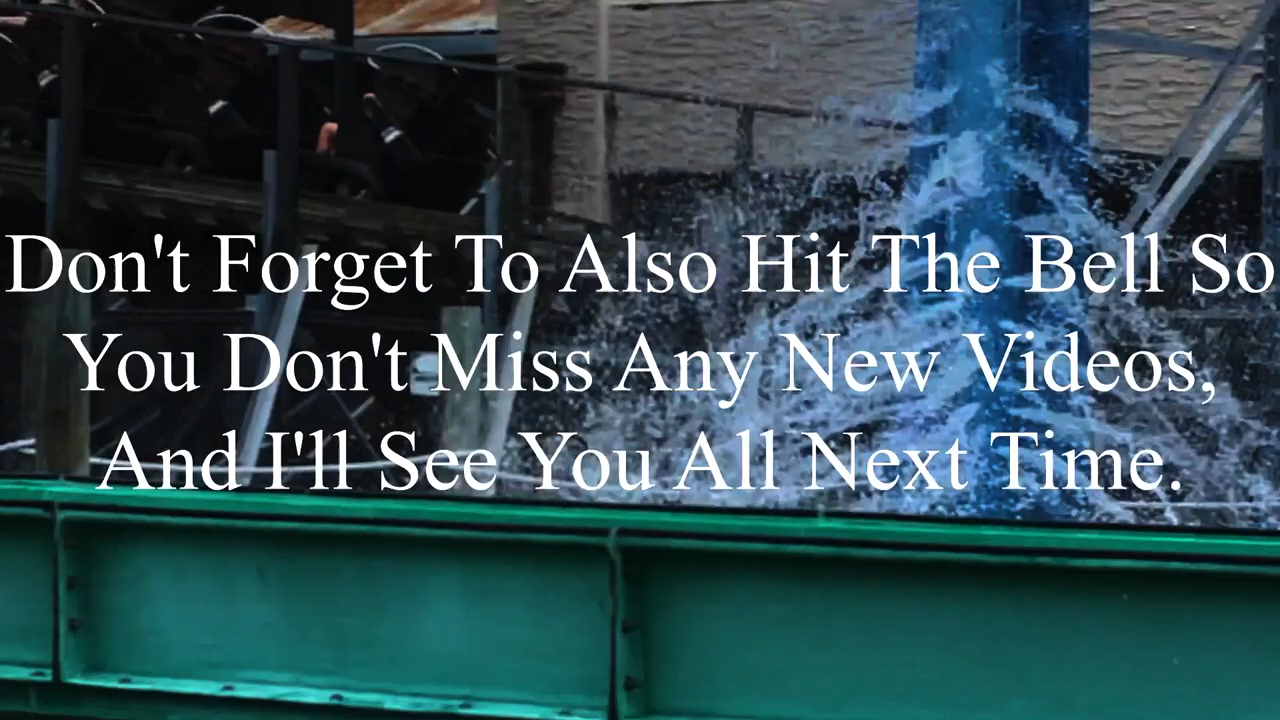 Don't Forget To Also Hit The Bell So
You Don't Miss Any New Videos,
And I'll See You All Next Time.